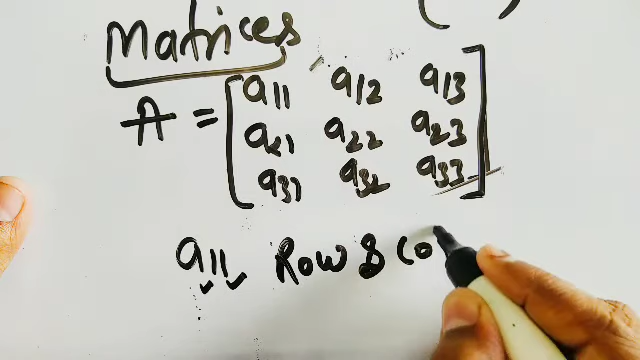 Matrices
A = [a11 a12 a13
a21 a22 a23
a31 a32 a33]
a11 Row & co